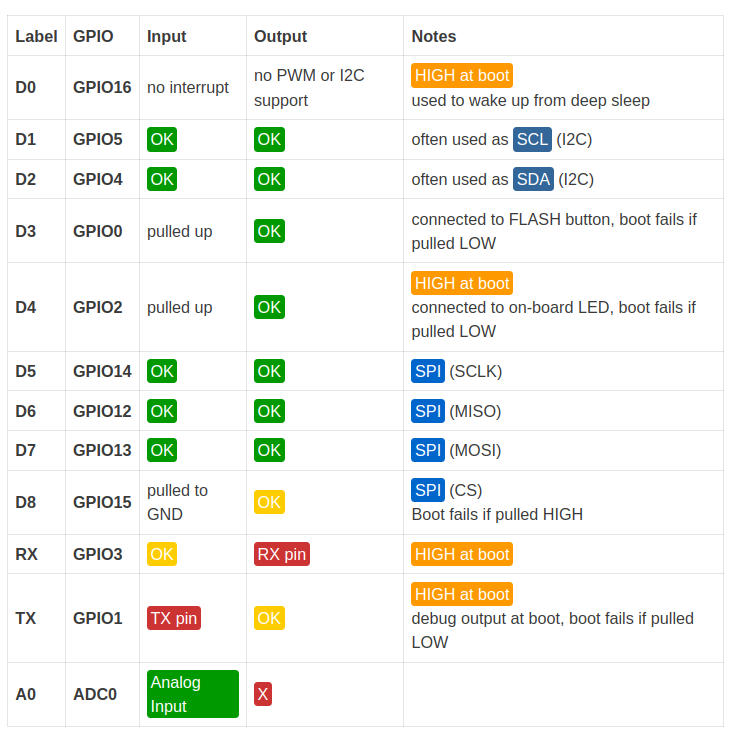 Label GPIO Input Output Notes
D0 GPIO16 no interrupt no PWM or I2C support HIGH at boot
used to wake up from deep sleep
D1 GPIO5 OK OK often used as SCL (I2C)
D2 GPIO4 OK OK often used as SDA (I2C)
D3 GPIO0 pulled up OK connected to FLASH button, boot fails if
pulled LOW
D4 GPIO2 pulled up OK HIGH at boot
connected to on-board LED, boot fails if
pulled LOW
D5 GPIO14 OK OK SPI (SCLK)
D6 GPIO12 OK OK SPI (MISO)
D7 GPIO13 OK OK SPI (MOSI)
D8 GPIO15 pulled to GND OK SPI (CS)
Boot fails if pulled HIGH
RX GPIO3 OK RX pin HIGH at boot
TX GPIO1 TX pin OK HIGH at boot
debug output at boot, boot fails if pulled
LOW
A0 ADC0 Analog Input X